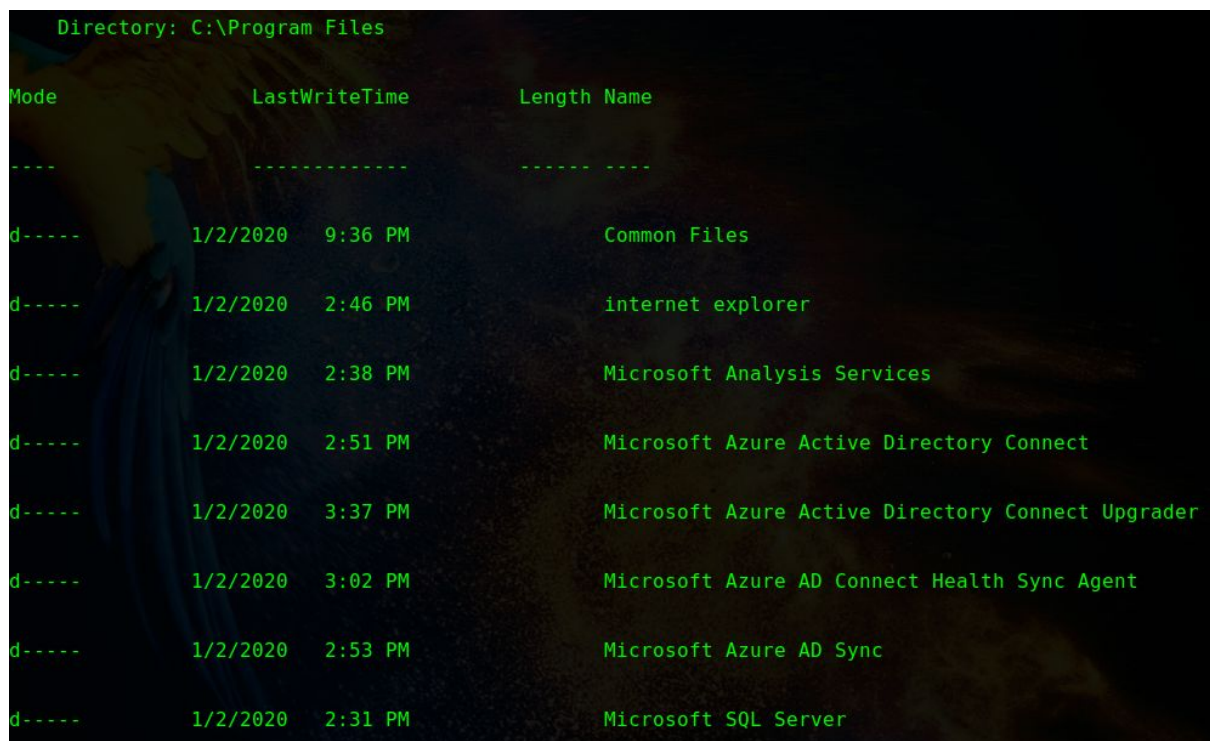 Directory: C:\Program Files
Mode LastWriteTime Length Name
---- ------------- ------ ----
d----- 1/2/2020 9:36 PM Common Files
d----- 1/2/2020 2:46 PM internet explorer
d----- 1/2/2020 2:38 PM Microsoft Analysis Services
d----- 1/2/2020 2:51 PM Microsoft Azure Active Directory Connect
d----- 1/2/2020 3:37 PM Microsoft Azure Active Directory Connect Upgrader
d----- 1/2/2020 3:02 PM Microsoft Azure AD Connect Health Sync Agent
d----- 1/2/2020 2:53 PM Microsoft Azure AD Sync
d----- 1/2/2020 2:31 PM Microsoft SQL Server